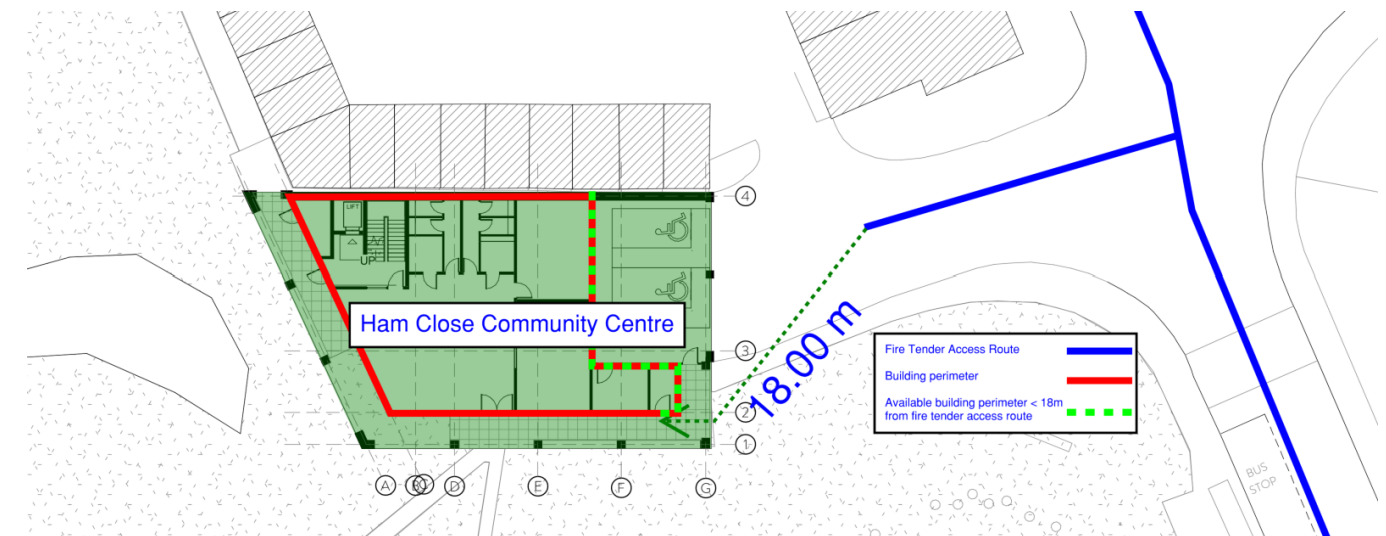 LIFT
UP
4
Ham Close Community Centre
3
18.00 m
2
1
A
D
E
F
G
Fire Tender Access Route
Building perimeter
Available building perimeter < 18m
from fire tender access route
BUS
STOP